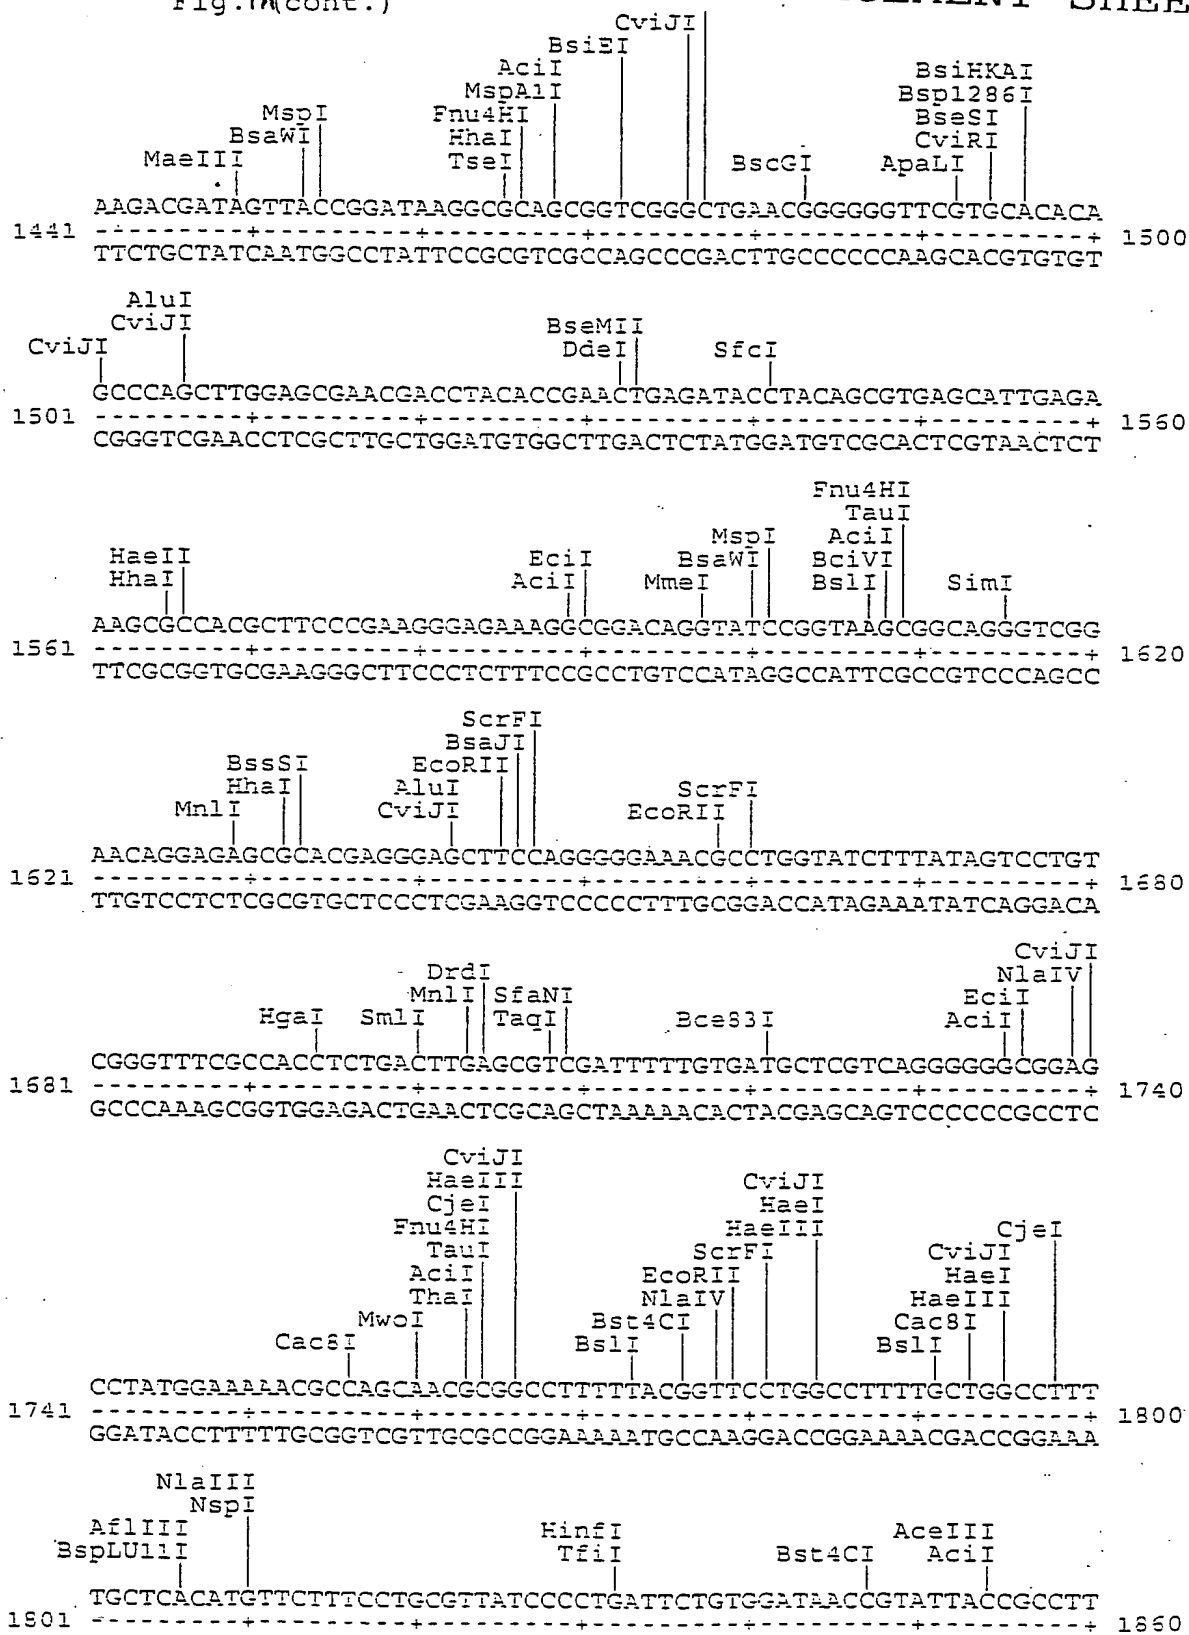 Fig. (cont.)
SHEE
CviJI
BsiEI
AciI
BsiHKAI
MspA1I
Bsp1286I
MspI
Fnu4HI
BseSI
BsaWI
HhaI
CviRI
MaeIII
TseI
BscGI
ApaLI
AAGACGATAGTTACCGGATAAGGCGCAGCGGTCGGGCTGAACGGGGGGTTCGTGCACACA
1441 ---------+---------+---------+---------+---------+---------+ 1500
TTCTGCTATCAATGGCCTATTCCGCGTCGCCAGCCCGACTTGCCCCCCAAGCACGTGTGT
AluI
CviJI
BseMII
CviJI
DdeI
SfcI
GCCCAGCTTGGAGCGAACGACCTACACCGAACTGAGATACCTACAGCGTGAGCATTGAGA
1501 ---------+---------+---------+---------+---------+---------+ 1560
CGGGTCGAACCTCGCTTGCTGGATGTGGCTTGACTCTATGGATGTCGCACTCGTAACTCT
Fnu4HI
TauI
MspI
AciI
HaeII
EciI
BsaWI
BciVI
HhaI
AciI
MmeI
BslI
SimI
AAGCGCCACGCTTCCCGAAGGGAGAAAGGCGGACAGGTATCCGGTAAGCGGCAGGGTCGG
1561 ---------+---------+---------+---------+---------+---------+ 1620
TTCGCGGTGCGAAGGGCTTCCCTCTTTCCGCCTGTCCATAGGCCATTCGCCGTCCCAGCC
ScrFI
BsaJI
BssSI
EcoRII
HhaI
AluI
ScrFI
MnlI
CviJI
EcoRII
AACAGGAGAGCGCACGAGGGAGCTTCCAGGGGGAAACGCCTGGTATCTTTATAGTCCTGT
1621 ---------+---------+---------+---------+---------+---------+ 1680
TTGTCCTCTCGCGTGCTCCCTCGAAGGTCCCCCTTTGCGGACCATAGAAATATCAGGACA
CviJI
DrdI
NlaIV
MnlI
SfaNI
EciI
HgaI
SmlI
TaqI
Bce83I
AciI
CGGGTTTCGCCACCTCTGACTTGAGCGTCGATTTTTGTGATGCTCGTCAGGGGGGCGGAG
1681 ---------+---------+---------+---------+---------+---------+ 1740
GCCCAAAGCGGTGGAGACTGAACTCGCAGCTAAAAACACTACGAGCAGTCCCCCCGCCTC
CviJI
HaeIII
CviJI
CjeI
HaeI
Fnu4HI
HaeIII
CjeI
TauI
ScrFI
CviJI
AciI
EcoRII
HaeI
ThaI
NlaIV
HaeIII
MwoI
Bst4CI
Cac8I
Cac8I
BslI
BslI
CCTATGGAAAAACGCCAGCAACGCGGCCTTTTTACGGTTCCTGGCCTTTTGCTGGCCTTT
1741 ---------+---------+---------+---------+---------+---------+ 1800
GGATACCTTTTTGCGGTCGTTGCGCCGGAAAAATGCCAAGGACCGGAAAACGACCGGAAA
NlaIII
NspI
AflIII
HinfI
AceIII
BspLU11I
TfiI
Bst4CI
AciI
TGCTCACATGTTCTTTCCTGCGTTATCCCCTGATTCTGTGGATAACCGTATTACCGCCTT
1801 ---------+---------+---------+---------+---------+---------+ 1860